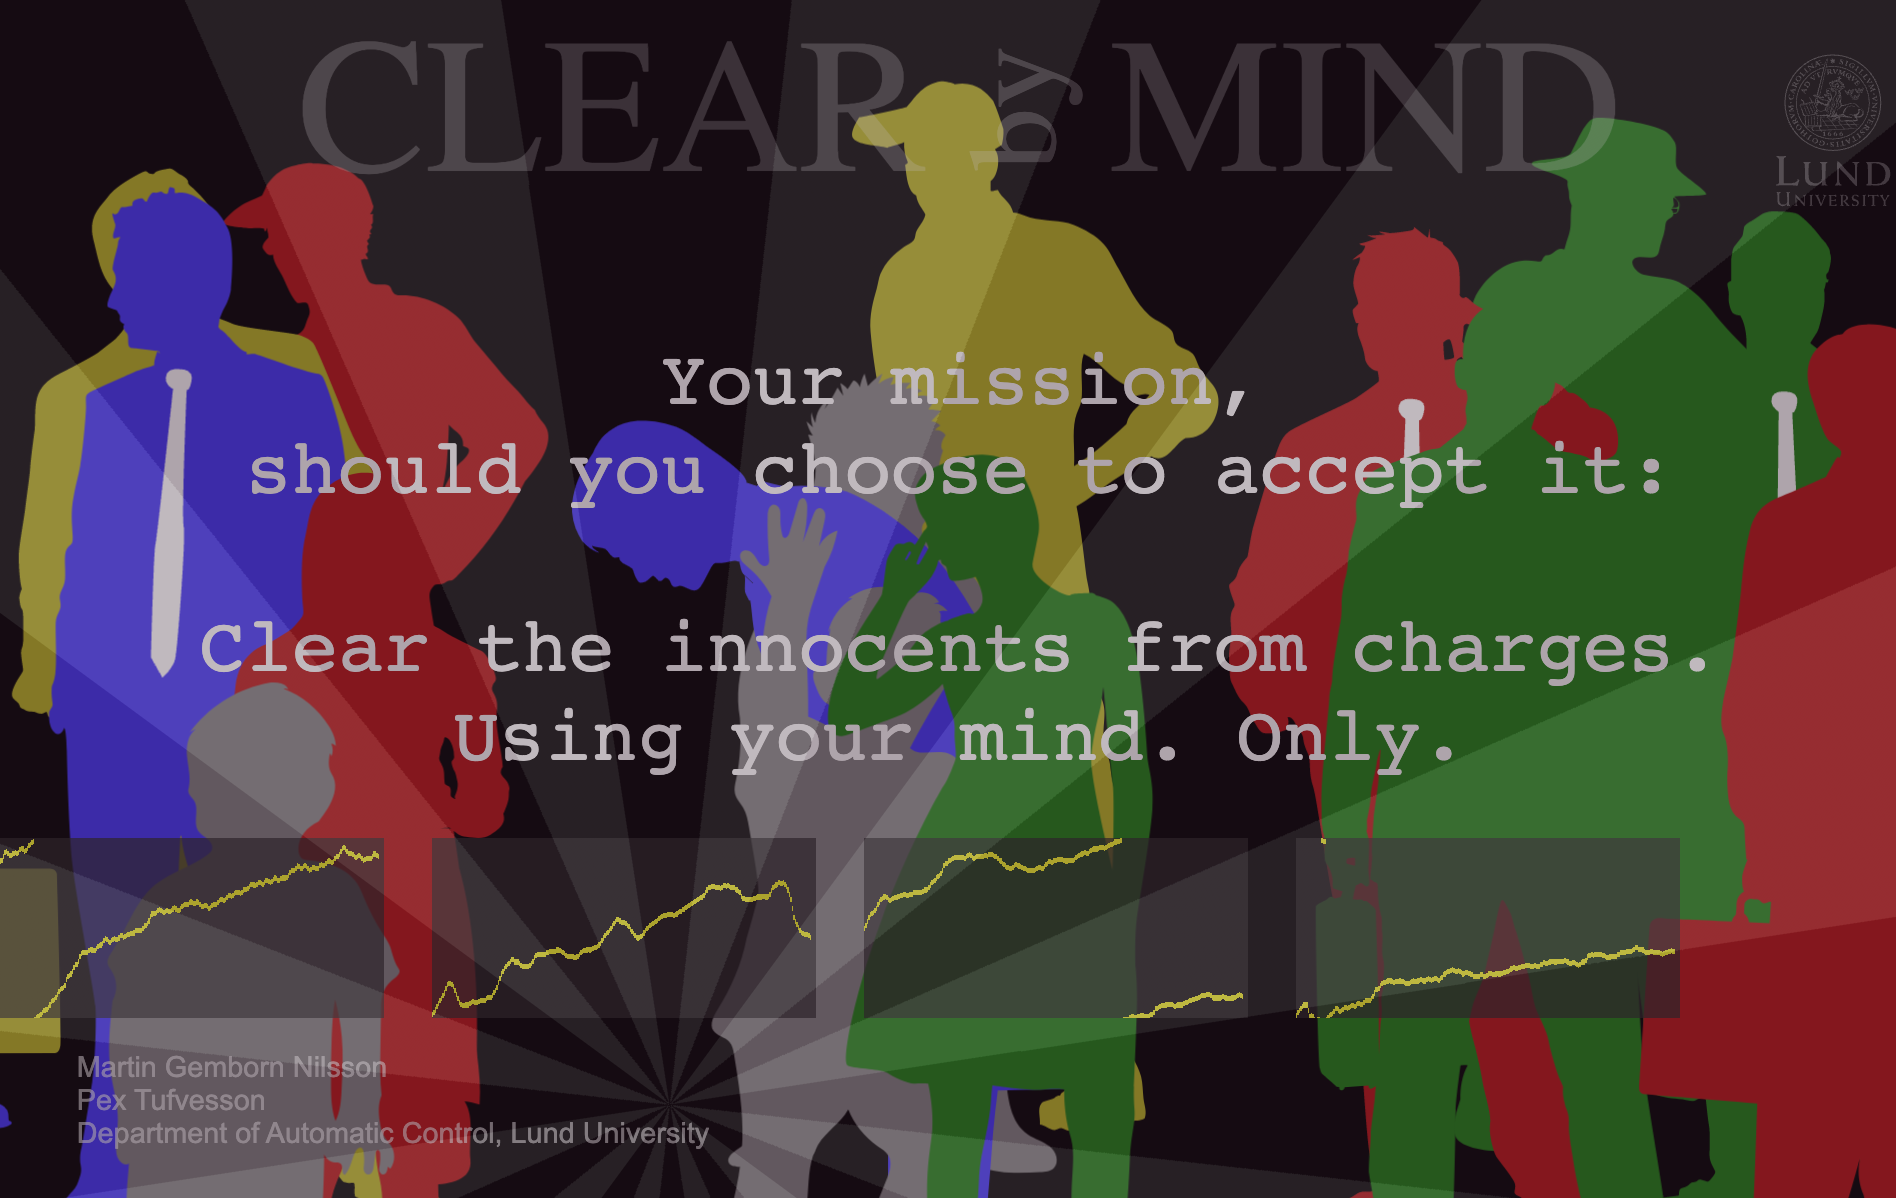 CLEAR by MIND
LUND
UNIVERSITY
Your mission,
should you choose to accept it:
Clear the innocents from charges.
Using your mind. Only.
Martin Gemborn Nilsson
Pex Tufvesson
Department of Automatic Control, Lund University